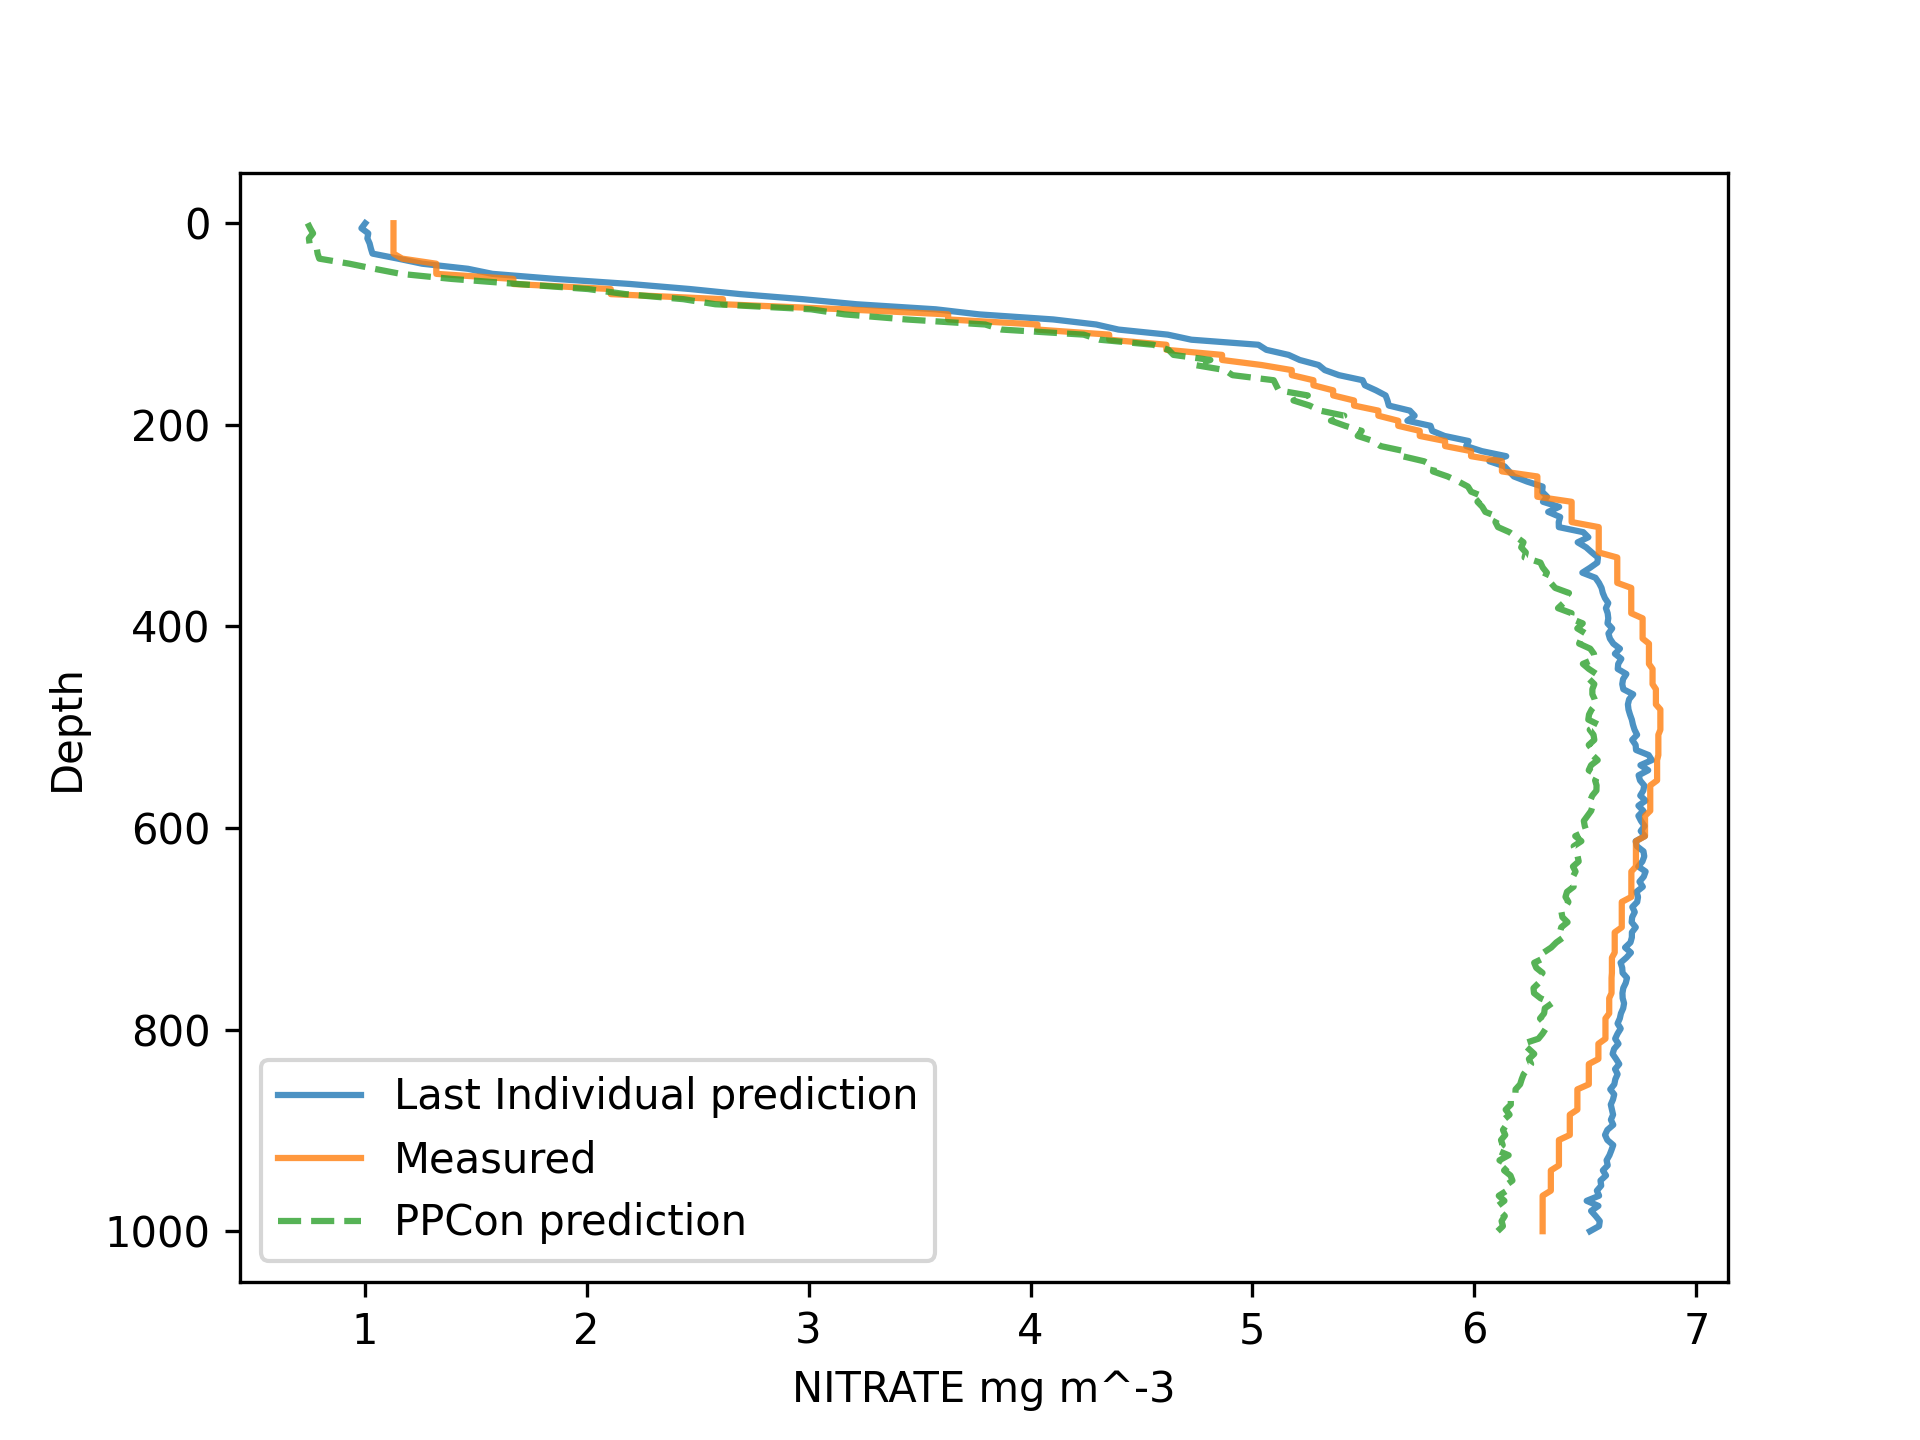 0
200
400
600
800
1000
Depth
Last Individual prediction
Measured
PPCon prediction
1 2 3 4 5 6 7
NITRATE mg m^-3